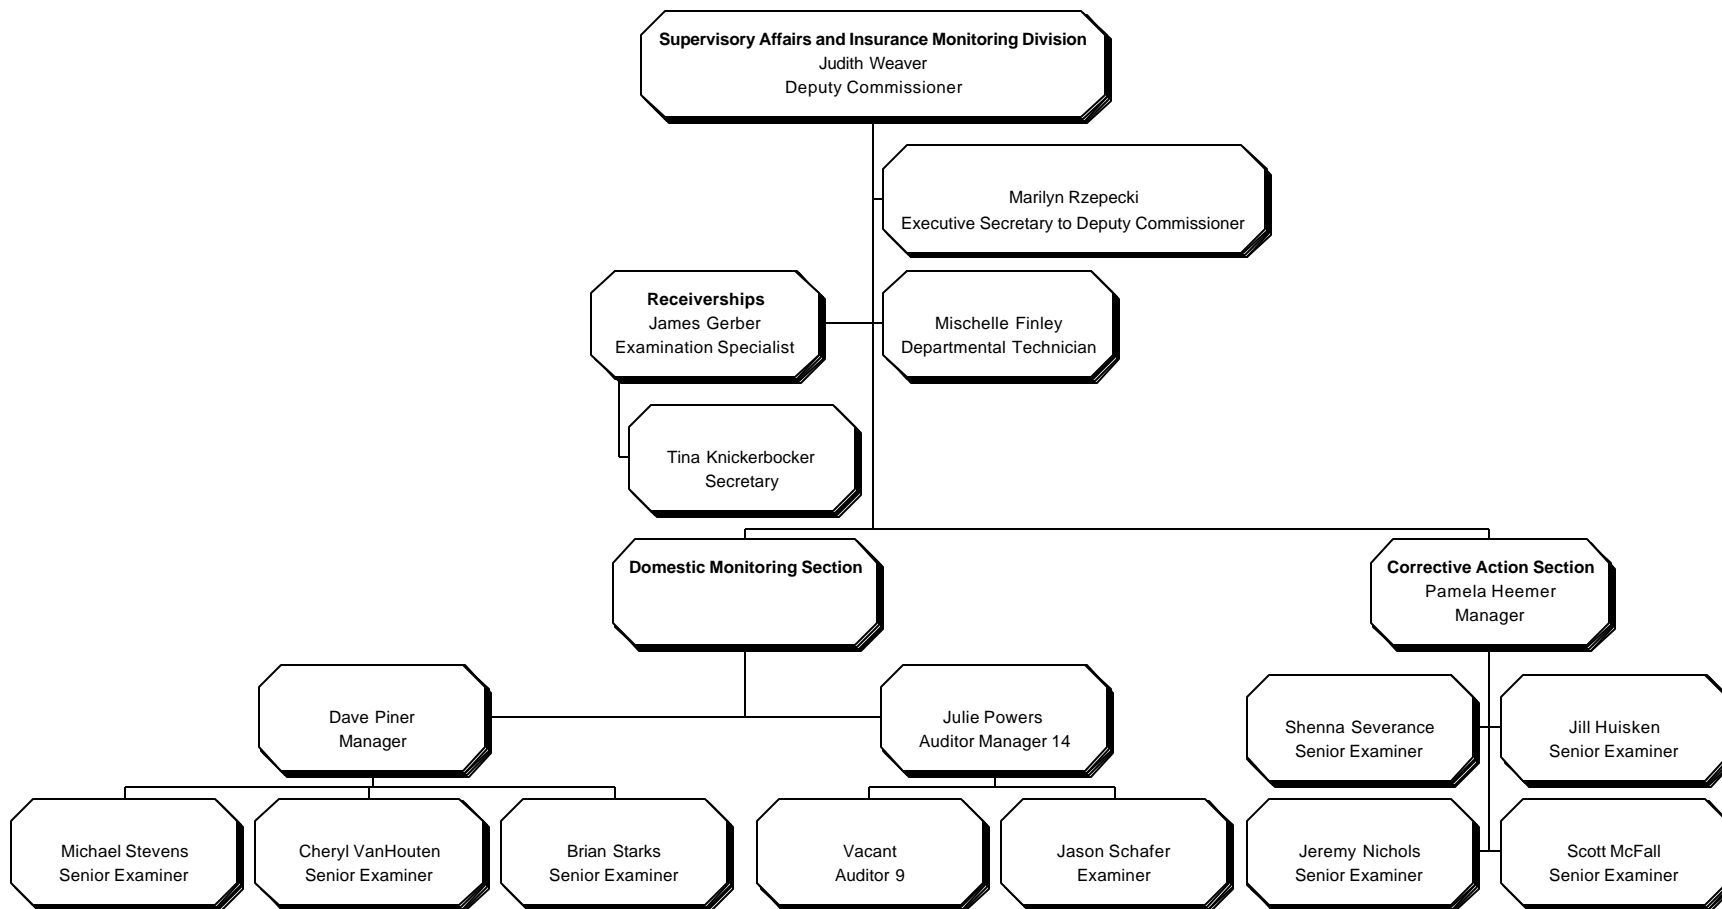 Supervisory Affairs and Insurance Monitoring Division
Judith Weaver
Deputy Commissioner
Marilyn Rzepecki
Executive Secretary to Deputy Commissioner
Receiverships
James Gerber
Examination Specialist
Mischelle Finley
Departmental Technician
Tina Knickerbocker
Secretary
Domestic Monitoring Section
Corrective Action Section
Pamela Heemer
Manager
Dave Piner
Manager
Julie Powers
Auditor Manager 14
Shenna Severance
Senior Examiner
Jill Huisken
Senior Examiner
Michael Stevens
Senior Examiner
Cheryl VanHouten
Senior Examiner
Brian Starks
Senior Examiner
Vacant
Auditor 9
Jason Schafer
Examiner
Jeremy Nichols
Senior Examiner
Scott McFall
Senior Examiner